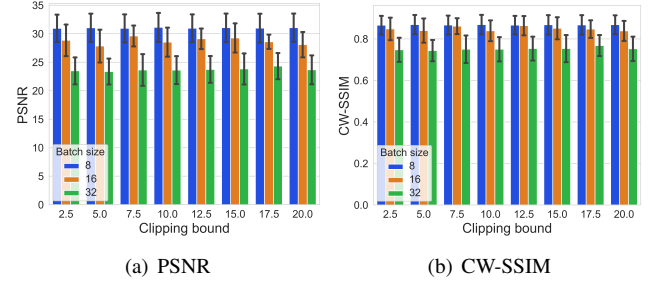 35
30
25
20
15
10
5
0
PSNR
Batch size
8
16
32
2.5 5.0 7.5 10.0 12.5 15.0 17.5 20.0
Clipping bound
(a) PSNR
0.8
0.6
0.4
0.2
0.0
CW-SSIM
Batch size
8
16
32
2.5 5.0 7.5 10.0 12.5 15.0 17.5 20.0
Clipping bound
(b) CW-SSIM